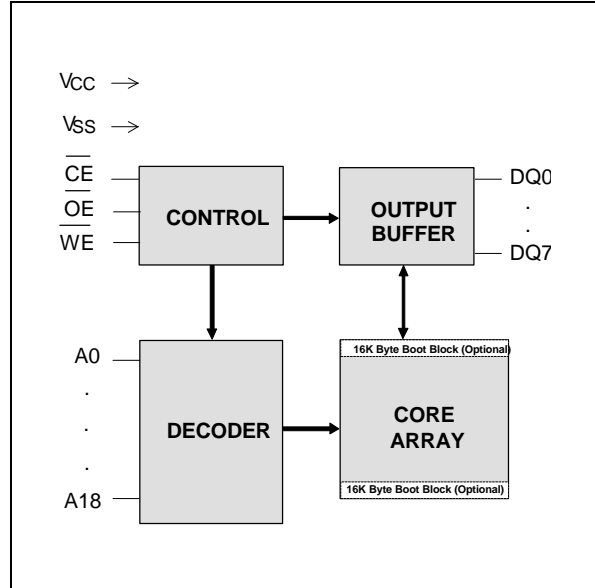 VCC
VSS
CE
OE
WE
CONTROL
OUTPUT
BUFFER
DQ0
.
.
DQ7
A0
.
.
.
A18
DECODER
16K Byte Boot Block (Optional)
CORE
ARRAY
16K Byte Boot Block (Optional)